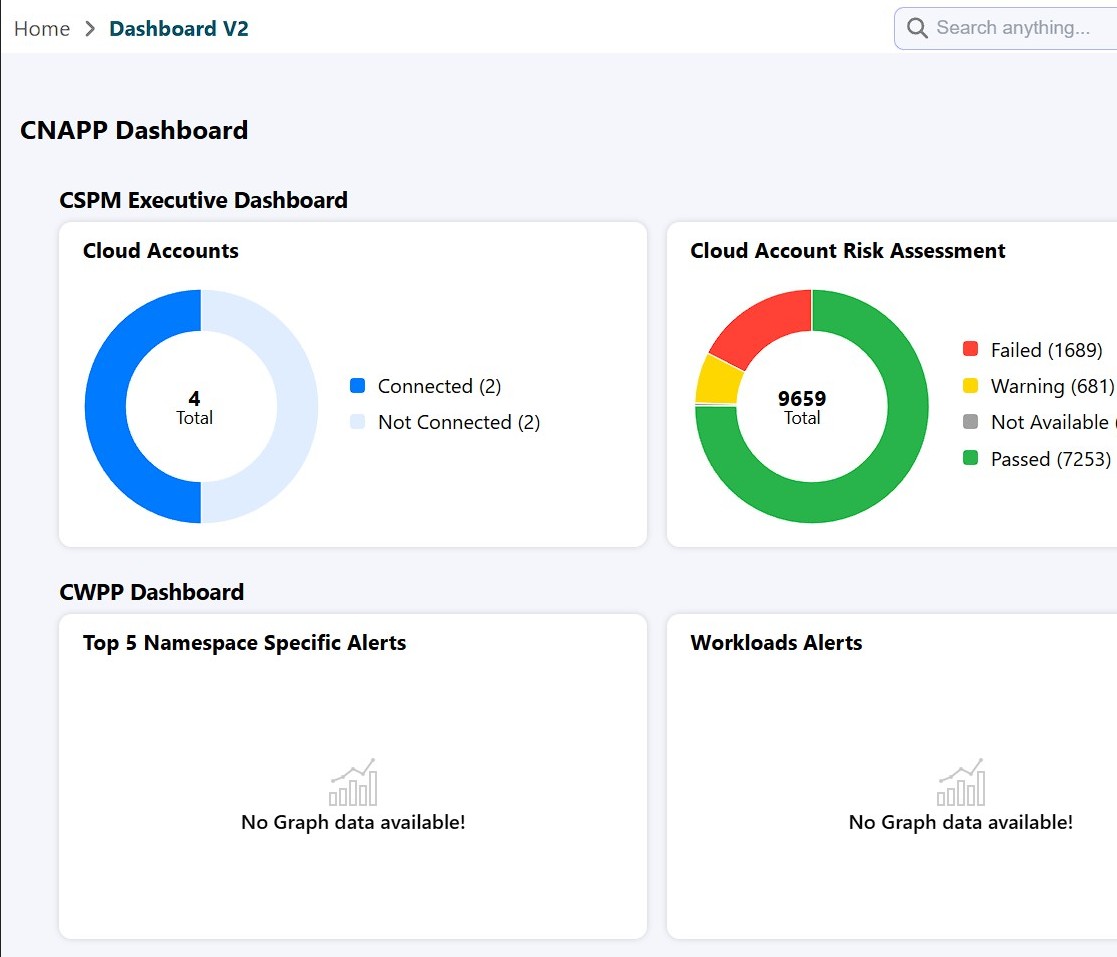 Home > Dashboard V2
Search anything...
CNAPP Dashboard
CSPM Executive Dashboard
Cloud Accounts
4
Total
Connected (2)
Not Connected (2)
Cloud Account Risk Assessment
9659
Total
Failed (1689)
Warning (681)
Not Available
Passed (7253)
CWPP Dashboard
Top 5 Namespace Specific Alerts
No Graph data available!
Workloads Alerts
No Graph data available!